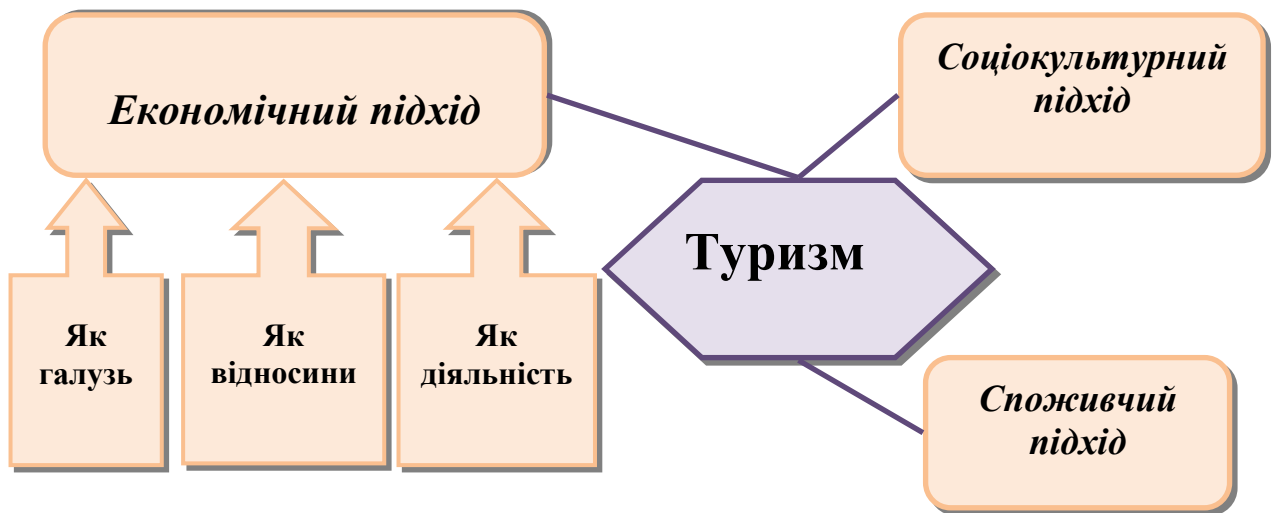 Економічний підхід
Соціокультурний
підхід
Туризм
Як
галузь
Як
відносини
Як
діяльність
Споживчий
підхід